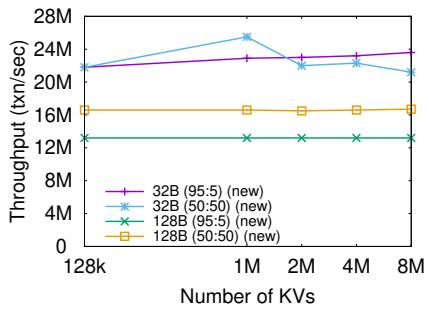 Throughput (txn/sec)
28M
24M
20M
16M
12M
8M
4M
0
32B (95:5) (new)
32B (50:50) (new)
128B (95:5) (new)
128B (50:50) (new)
128k 1M 2M 4M 8M
Number of KVs